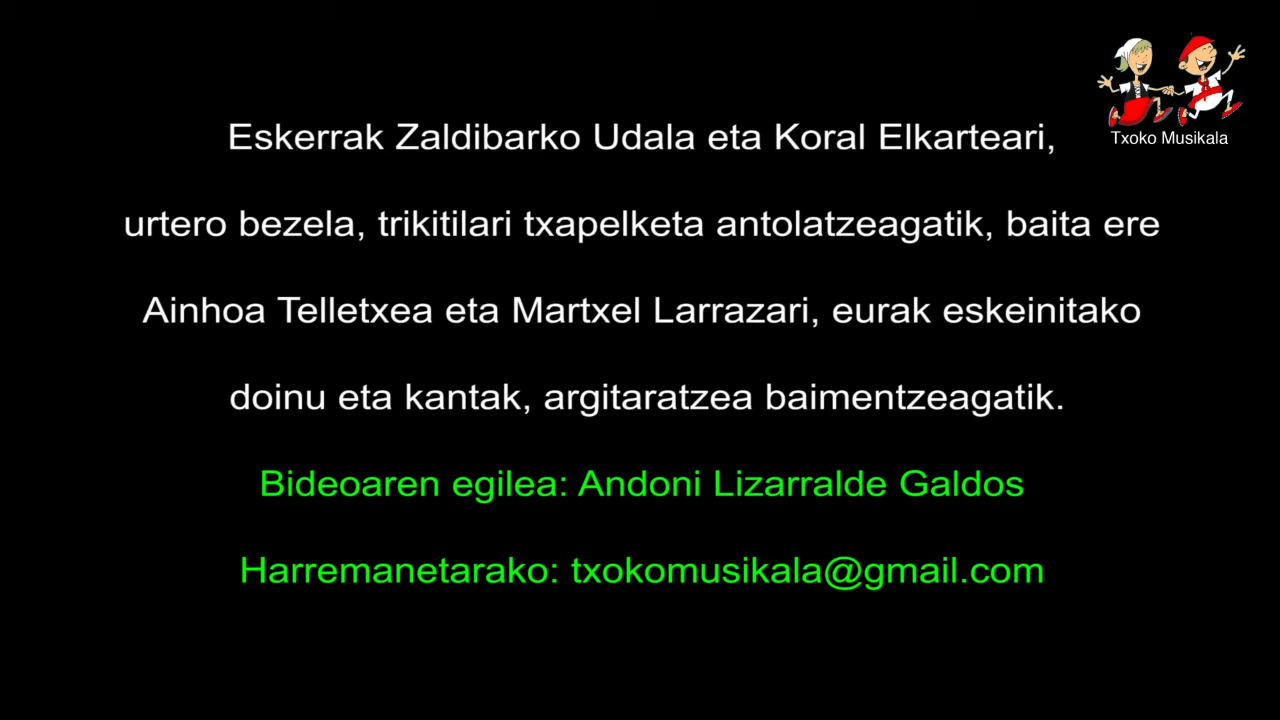 Txoko Musikala
Eskerrak Zaldibarko Udala eta Koral Elkarteari,
urtero bezela, trikitilari txapelketa antolatzeagatik, baita ere
Ainhoa Telletxea eta Martxel Larrazari, eurak eskeinitako
doinu eta kantak, argitaratzea baimentzeagatik.
Bideoaren egilea: Andoni Lizarralde Galdos
Harremanetarako: txokomusikala@gmail.com